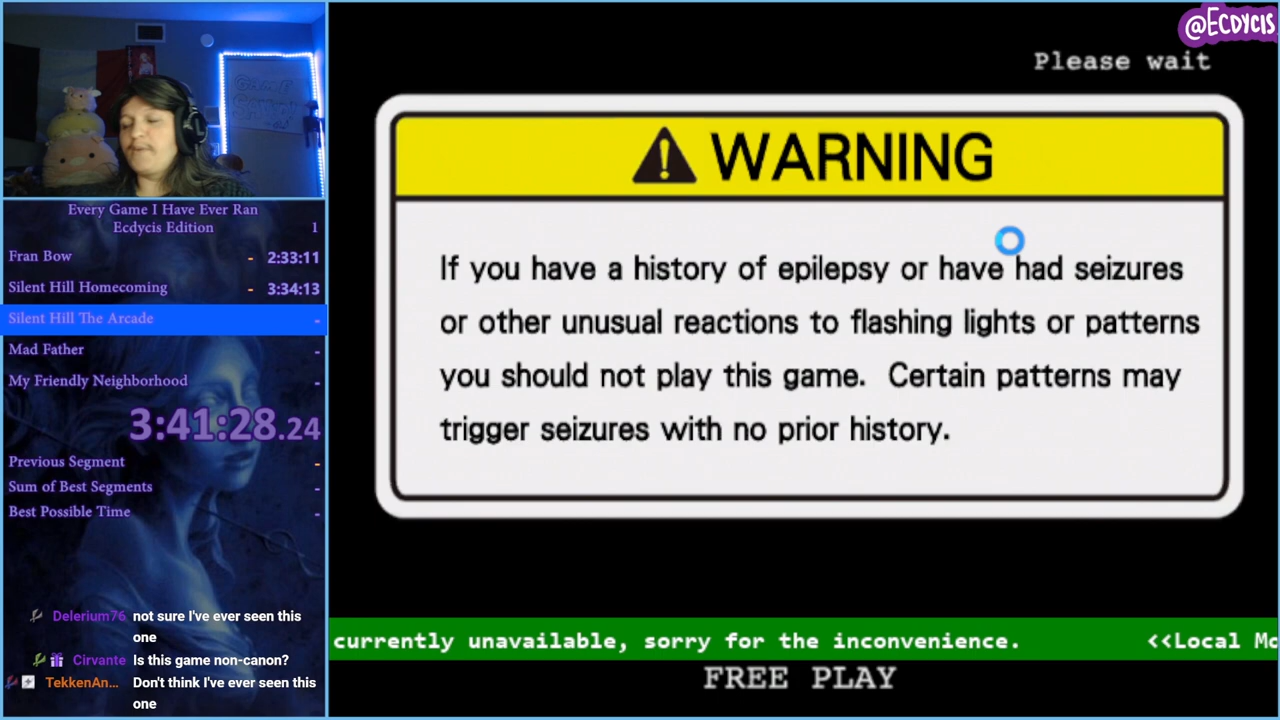 @ECDYCIS
Please wait
WARNING
If you have a history of epilepsy or have had seizures
or other unusual reactions to flashing lights or patterns
you should not play this game. Certain patterns may
trigger seizures with no prior history.
currently unavailable, sorry for the inconvenience. <<Local Mo
FREE PLAY
Every Game I Have Ever Ran
Ecdycis Edition 1
Fran Bow - 2:33:11
Silent Hill Homecoming - 3:34:13
Silent Hill The Arcade -
Mad Father -
My Friendly Neighborhood -
3:41:28.24
Previous Segment -
Sum of Best Segments -
Best Possible Time -
Delerium76 not sure I've ever seen this
one
Cirvante Is this game non-canon?
TekkenAn... Don't think I've ever seen this
one